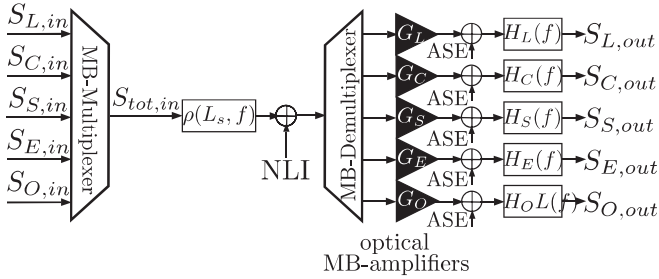 S_{L,in}
S_{C,in}
S_{S,in}
S_{E,in}
S_{O,in}
MB-Multiplexer
S_{tot,in}
ρ(L_s, f)
NLI
MB-Demultiplexer
G_L
ASE
H_L(f)
S_{L,out}
G_C
ASE
H_C(f)
S_{C,out}
G_S
ASE
H_S(f)
S_{S,out}
G_E
ASE
H_E(f)
S_{E,out}
G_O
ASE
H_O L(f)
S_{O,out}
optical
MB-amplifiers